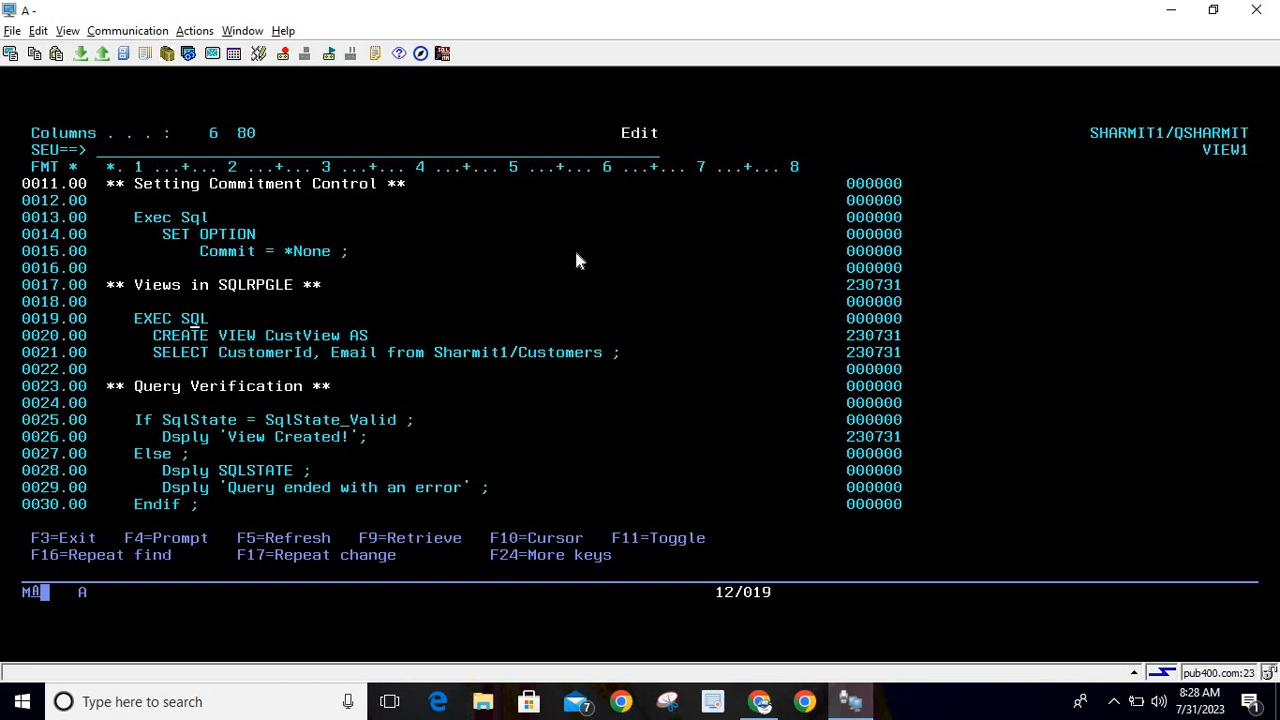 A -
File Edit View Communication Actions Window Help
Columns . . . : 6 80 Edit SHARMIT1/QSHARMIT
SEU==> VIEW1
FMT * *. 1 ...+... 2 ...+... 3 ...+... 4 ...+... 5 ...+... 6 ...+... 7 ...+... 8
0011.00 ** Setting Commitment Control ** 000000
0012.00 000000
0013.00 Exec Sql 000000
0014.00 SET OPTION 000000
0015.00 Commit = *None ; 000000
0016.00 000000
0017.00 ** Views in SQLRPGLE ** 230731
0018.00 000000
0019.00 EXEC SQL 000000
0020.00 CREATE VIEW CustView AS 230731
0021.00 SELECT CustomerId, Email from Sharmit1/Customers ; 230731
0022.00 000000
0023.00 ** Query Verification ** 000000
0024.00 000000
0025.00 If SqlState = SqlState_Valid ; 000000
0026.00 Dsply 'View Created!'; 230731
0027.00 Else ; 000000
0028.00 Dsply SQLSTATE ; 000000
0029.00 Dsply 'Query ended with an error' ; 000000
0030.00 Endif ; 000000
F3=Exit F4=Prompt F5=Refresh F9=Retrieve F10=Cursor F11=Toggle
F16=Repeat find F17=Repeat change F24=More keys
MA A 12/019
pub400.com:23
Type here to search 7 8:28 AM
7/31/2023 1